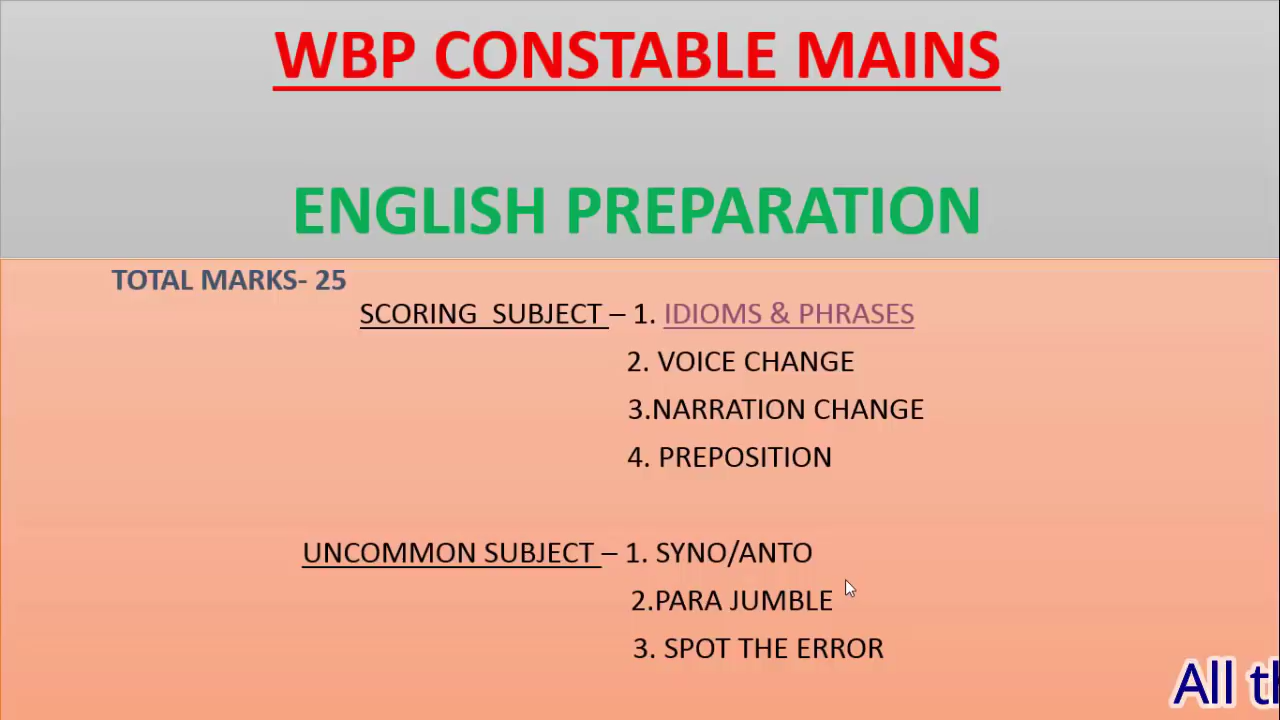 WBP CONSTABLE MAINS
ENGLISH PREPARATION
TOTAL MARKS- 25
SCORING SUBJECT – 1. IDIOMS & PHRASES
2. VOICE CHANGE
3.NARRATION CHANGE
4. PREPOSITION
UNCOMMON SUBJECT – 1. SYNO/ANTO
2.PARA JUMBLE
3. SPOT THE ERROR
All